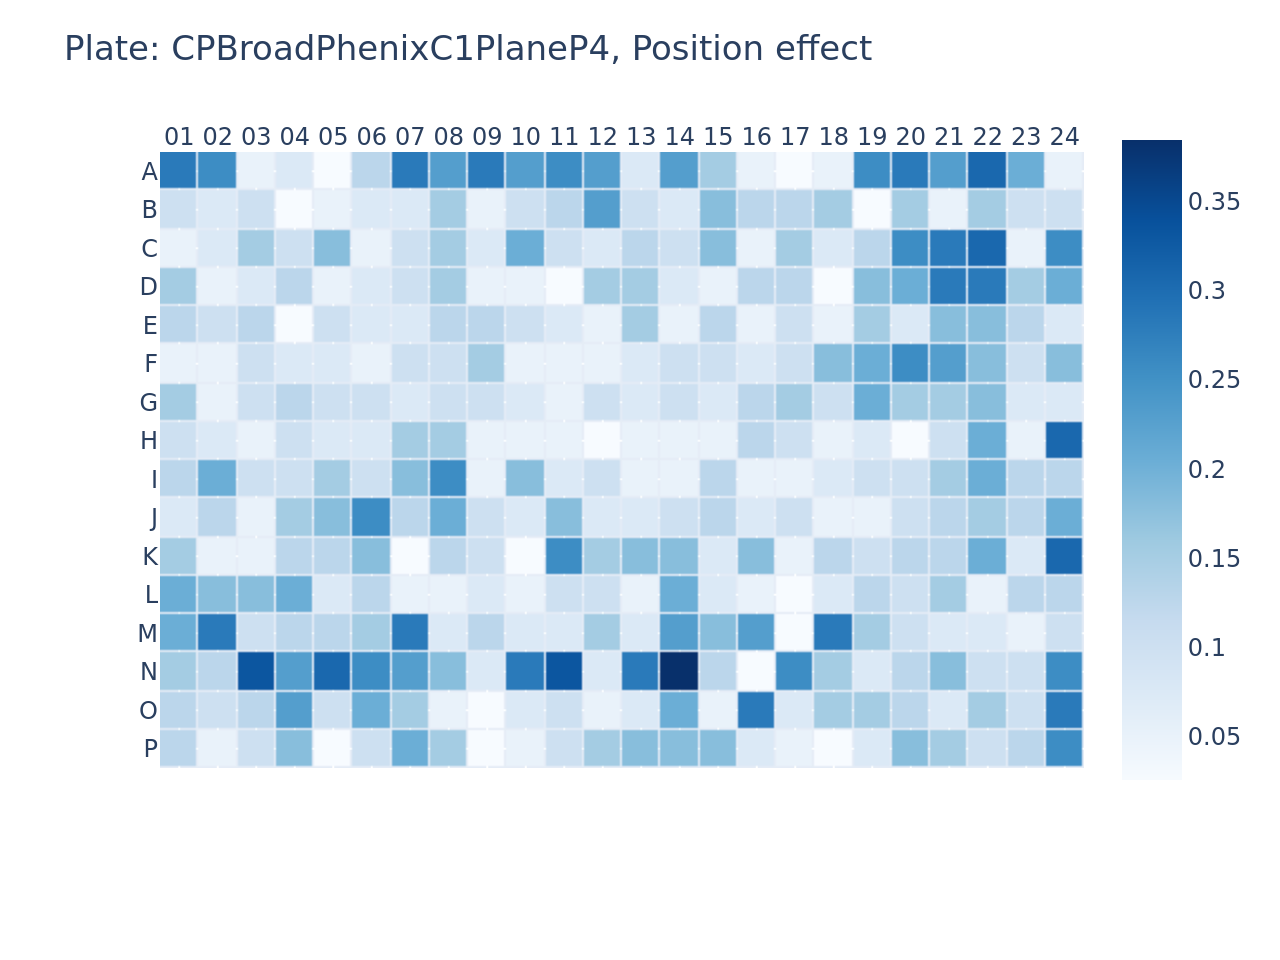 Plate: CPBroadPhenixC1PlaneP4, Position effect
01 02 03 04 05 06 07 08 09 10 11 12 13 14 15 16 17 18 19 20 21 22 23 24
A
B
C
D
E
F
G
H
I
J
K
L
M
N
O
P
0.35
0.3
0.25
0.2
0.15
0.1
0.05